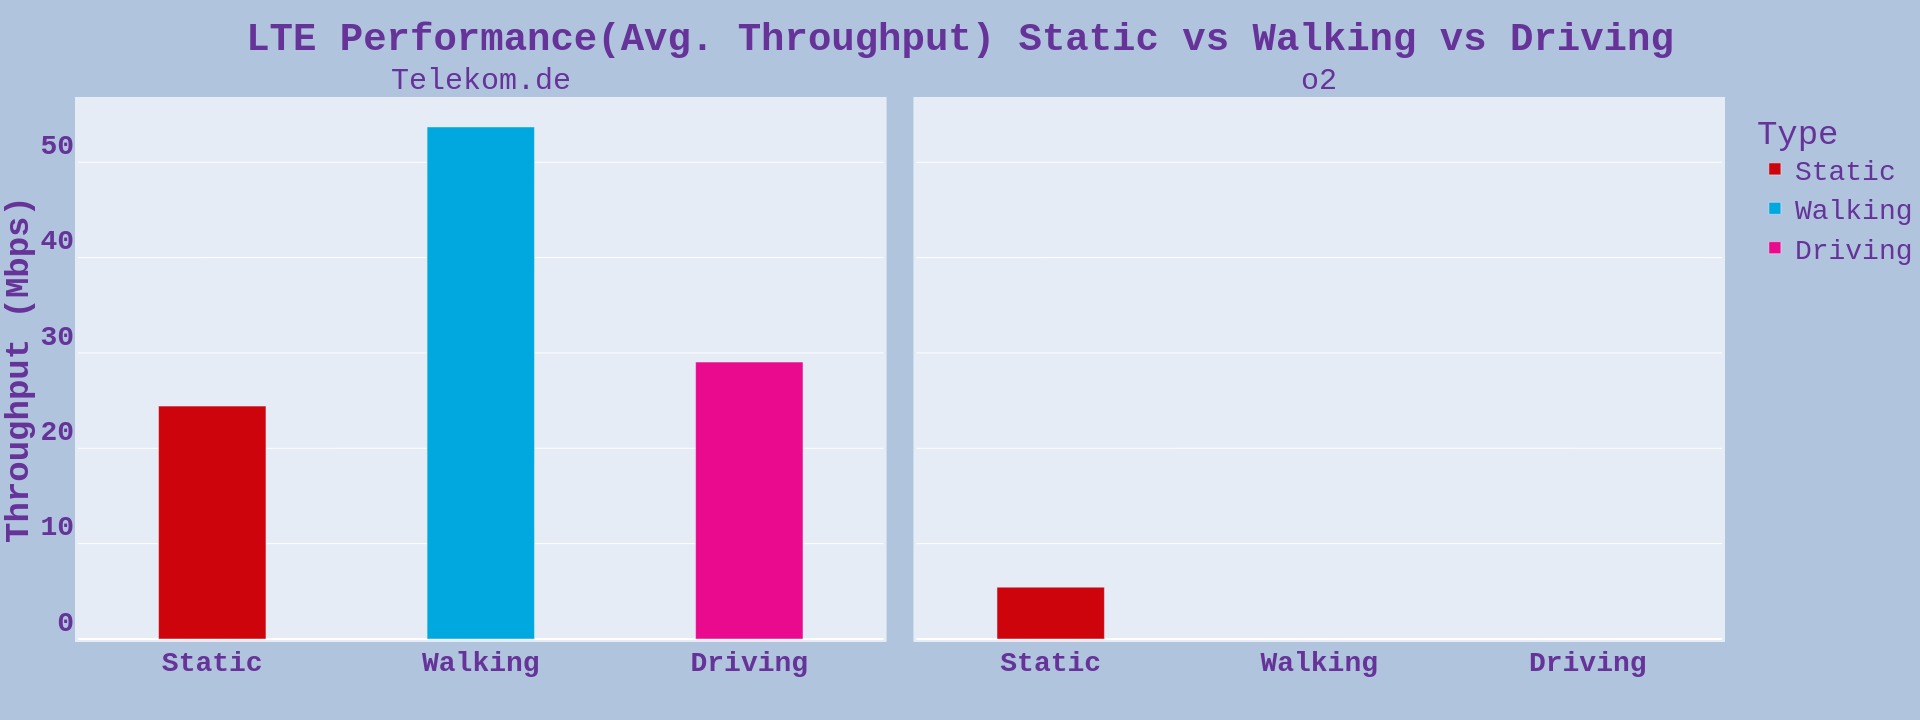 LTE Performance(Avg. Throughput) Static vs Walking vs Driving
Telekom.de
o2
Throughput (Mbps)
50
40
30
20
10
0
Static Walking Driving
Static Walking Driving
Type
Static
Walking
Driving